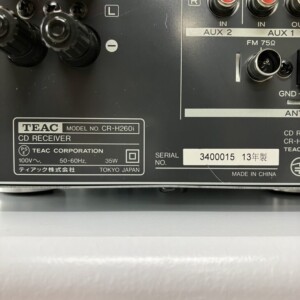 R
L
IN
OUT
IN
AUX 2
AUX 1
FM 75Ω
GND
ANT
TEAC MODEL NO. CR-H260i
CD RECEIVER
TEAC CORPORATION
100V～, 50-60Hz, 35W
ティアック株式会社 TOKYO JAPAN
SERIAL NO. 3400015 13年製
MADE IN CHINA
CD RE
CR-H
TEAC